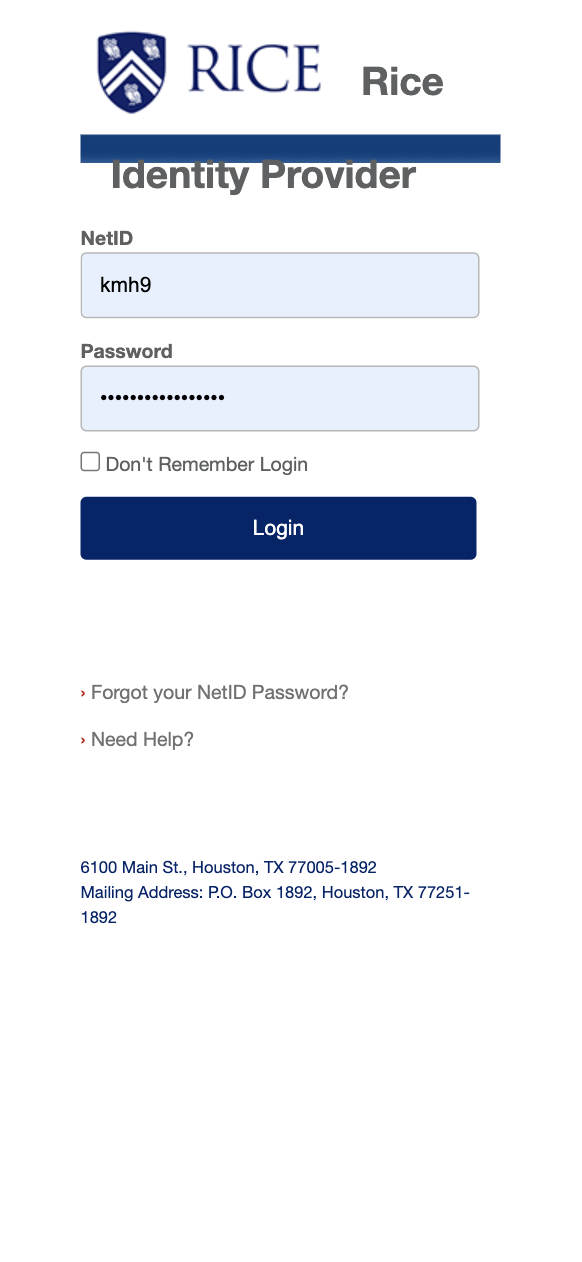 RICE
Rice
Identity Provider
NetID
kmh9
Password
•••••••••••••••••
Don't Remember Login
Login
› Forgot your NetID Password?
› Need Help?
6100 Main St., Houston, TX 77005-1892
Mailing Address: P.O. Box 1892, Houston, TX 77251-
1892